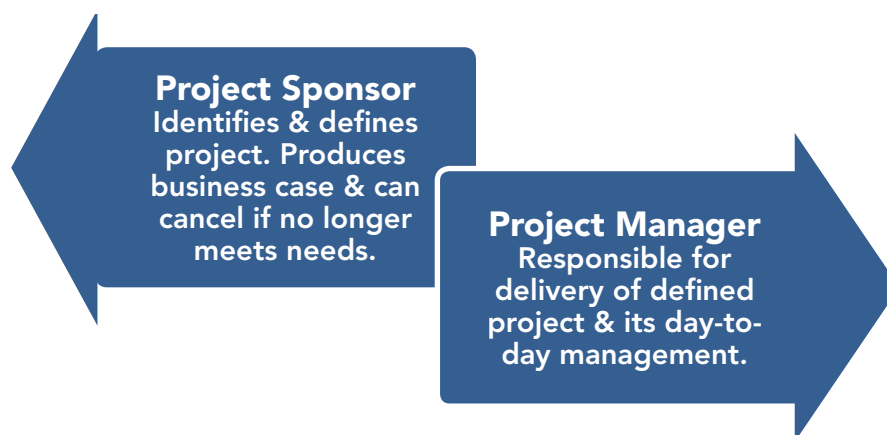 Project Sponsor
Identifies & defines
project. Produces
business case & can
cancel if no longer
meets needs.
Project Manager
Responsible for
delivery of defined
project & its day-to-
day management.